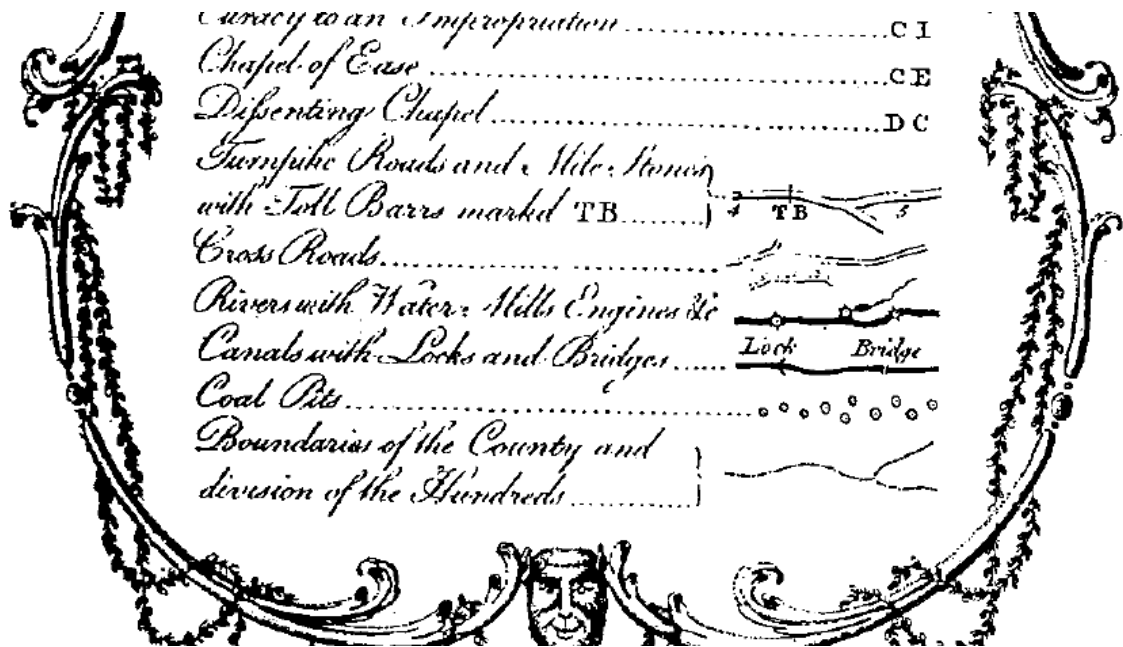 Curacy to an Impropriation C I
Chapel of Ease C E
Dissenting Chapel D C
Turnpike Roads and Mile Stones
with Toll Barrs markd TB 4 T B 5
Cross Roads
Rivers with Water Mills Engines &c
Lock Bridge
Canals with Locks and Bridges
Coal Pits
Boundaries of the County and
division of the Hundreds